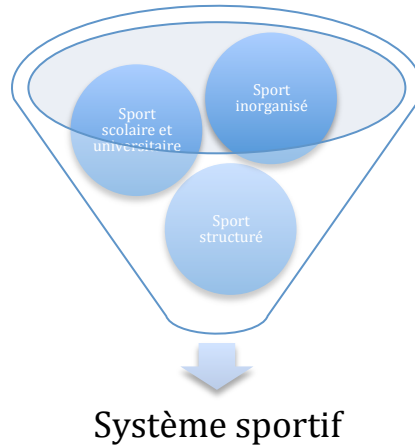 Sport
inorganisé
Sport
scolaire et
universitaire
Sport
structuré
Système sportif